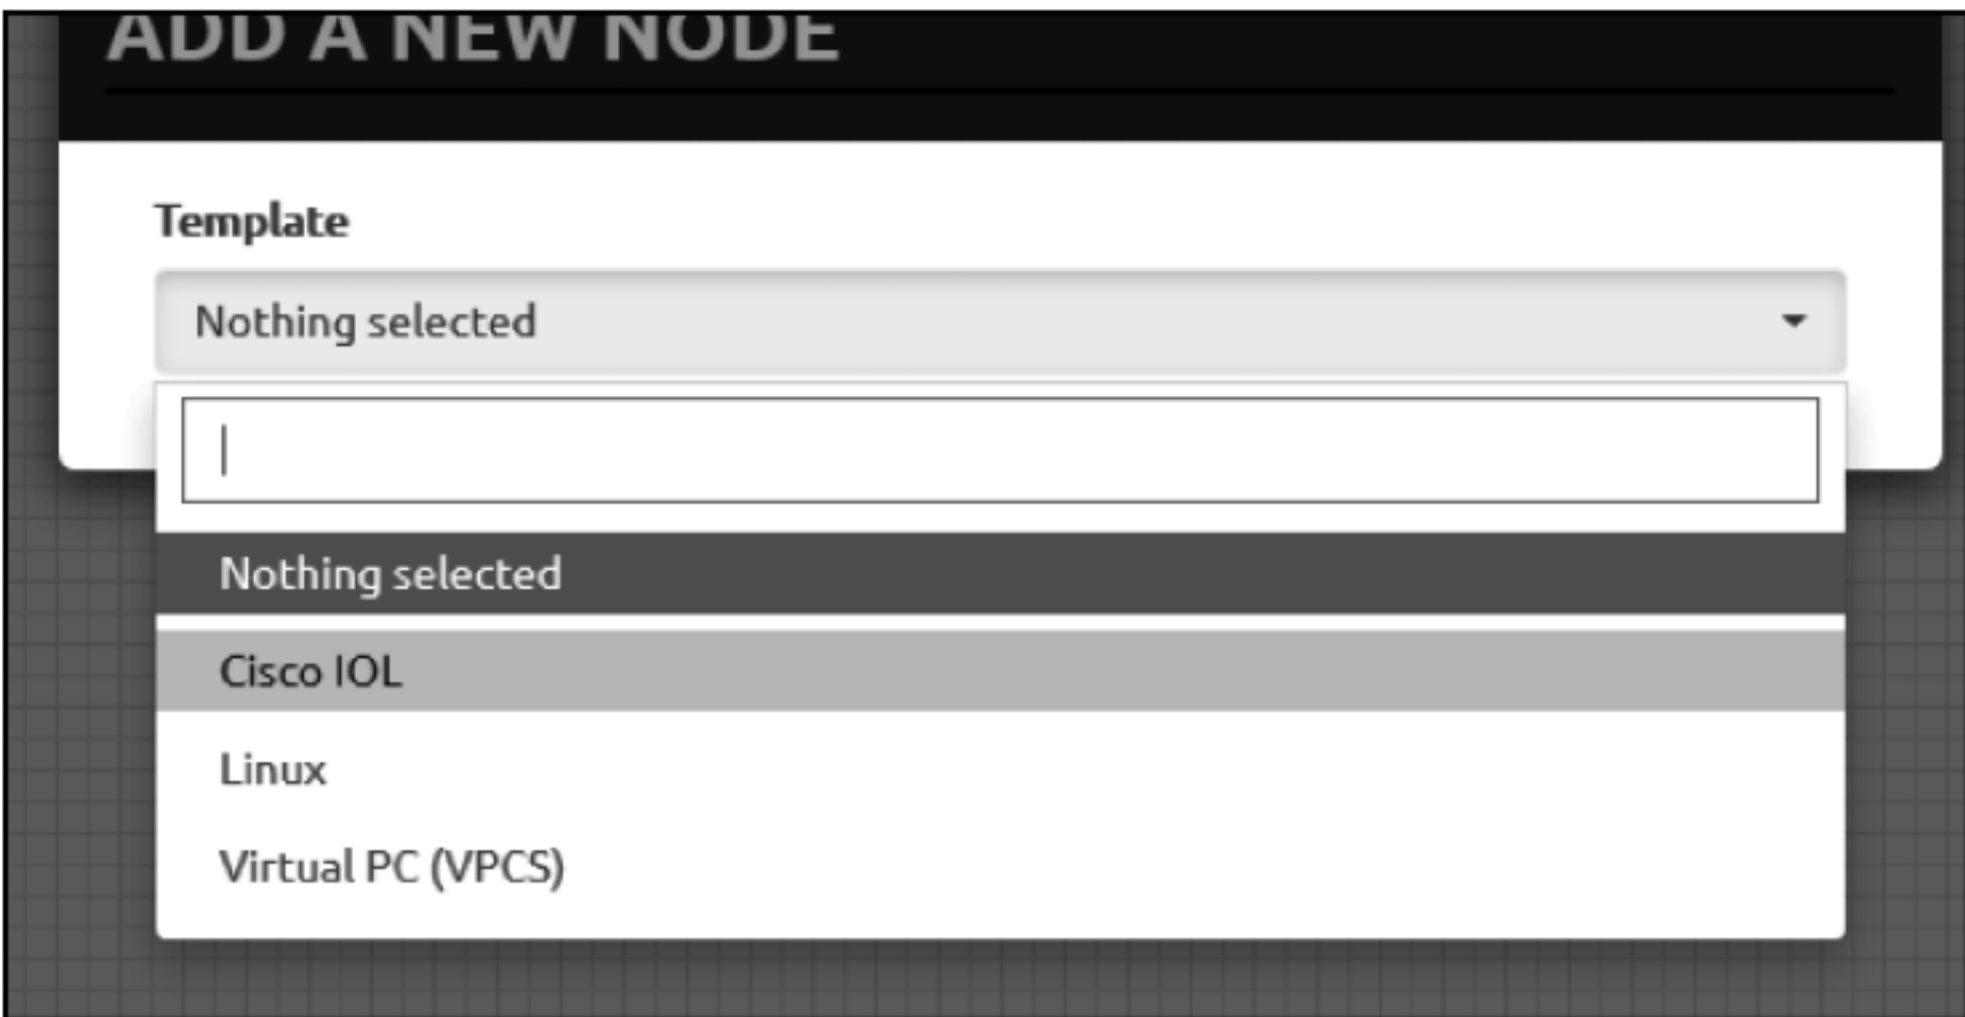 ADD A NEW NODE
Template
Nothing selected
Nothing selected
Cisco IOL
Linux
Virtual PC (VPCS)